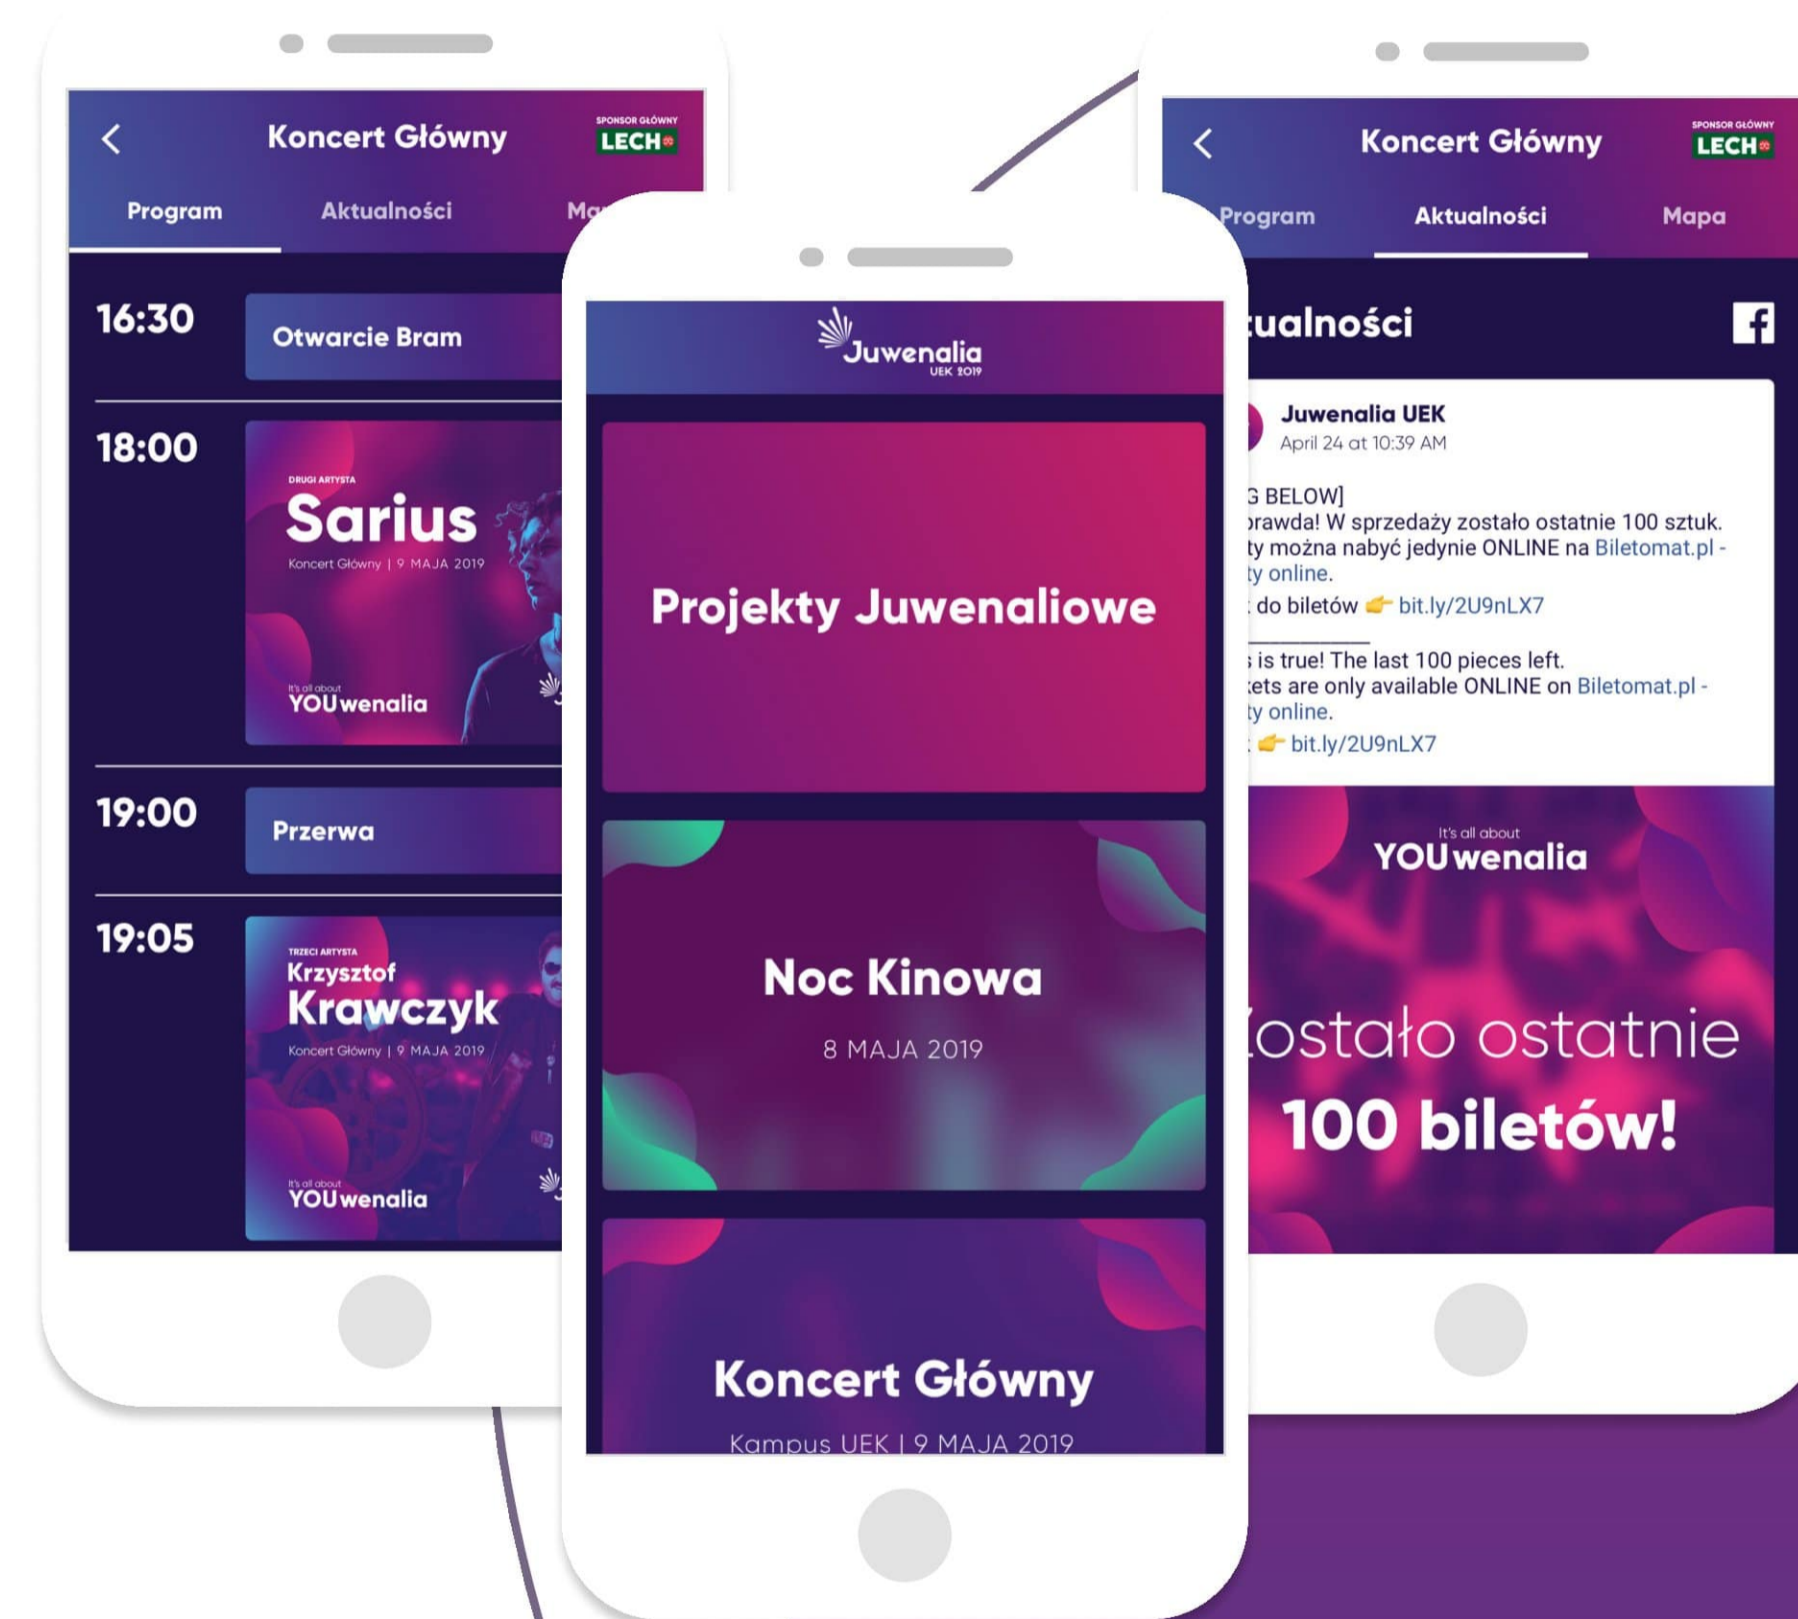 Koncert Główny
SPONSOR GŁÓWNY
LECH
Program
Aktualności
16:30
Otwarcie Bram
18:00
DRUGI ARTYSTA
Sarius
Koncert Główny | 9 MAJA 2019
It's all about
YOUwenalia
19:00
Przerwa
19:05
TRZECI ARTYSTA
Krzysztof
Krawczyk
Koncert Główny | 9 MAJA 2019
It's all about
YOUwenalia
Juwenalia
UEK 2019
Projekty Juwenaliowe
Noc Kinowa
8 MAJA 2019
Koncert Główny
Kampus UEK | 9 MAJA 2019
Koncert Główny
SPONSOR GŁÓWNY
LECH
Program
Aktualności
Mapa
ualności
Juwenalia UEK
April 24 at 10:39 AM
BELOW]
rawda! W sprzedaży zostało ostatnie 100 sztuk.
ty można nabyć jedynie ONLINE na Biletomat.pl -
ty online.
do biletów 👉 bit.ly/2U9nLX7
is true! The last 100 pieces left.
ets are only available ONLINE on Biletomat.pl -
ty online.
👉 bit.ly/2U9nLX7
It's all about
YOUwenalia
ostało ostatnie
100 biletów!